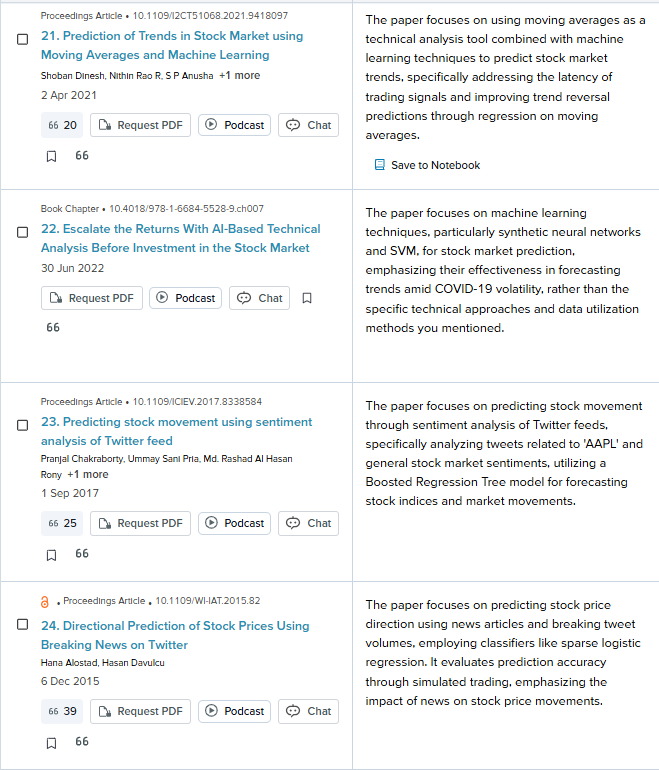 Proceedings Article • 10.1109/I2CT51068.2021.9418097
21. Prediction of Trends in Stock Market using
Moving Averages and Machine Learning
Shoban Dinesh, Nithin Rao R, S P Anusha +1 more
2 Apr 2021
66 20 Request PDF Podcast Chat
66
The paper focuses on using moving averages as a
technical analysis tool combined with machine
learning techniques to predict stock market
trends, specifically addressing the latency of
trading signals and improving trend reversal
predictions through regression on moving
averages.
Save to Notebook
Book Chapter • 10.4018/978-1-6684-5528-9.ch007
22. Escalate the Returns With AI-Based Technical
Analysis Before Investment in the Stock Market
30 Jun 2022
Request PDF Podcast Chat
66
The paper focuses on machine learning
techniques, particularly synthetic neural networks
and SVM, for stock market prediction,
emphasizing their effectiveness in forecasting
trends amid COVID-19 volatility, rather than the
specific technical approaches and data utilization
methods you mentioned.
Proceedings Article • 10.1109/ICIEV.2017.8338584
23. Predicting stock movement using sentiment
analysis of Twitter feed
Pranjal Chakraborty, Ummay Sani Pria, Md. Rashad Al Hasan
Rony +1 more
1 Sep 2017
66 25 Request PDF Podcast Chat
66
The paper focuses on predicting stock movement
through sentiment analysis of Twitter feeds,
specifically analyzing tweets related to 'AAPL' and
general stock market sentiments, utilizing a
Boosted Regression Tree model for forecasting
stock indices and market movements.
• Proceedings Article • 10.1109/WI-IAT.2015.82
24. Directional Prediction of Stock Prices Using
Breaking News on Twitter
Hana Alostad, Hasan Davulcu
6 Dec 2015
66 39 Request PDF Podcast Chat
66
The paper focuses on predicting stock price
direction using news articles and breaking tweet
volumes, employing classifiers like sparse logistic
regression. It evaluates prediction accuracy
through simulated trading, emphasizing the
impact of news on stock price movements.